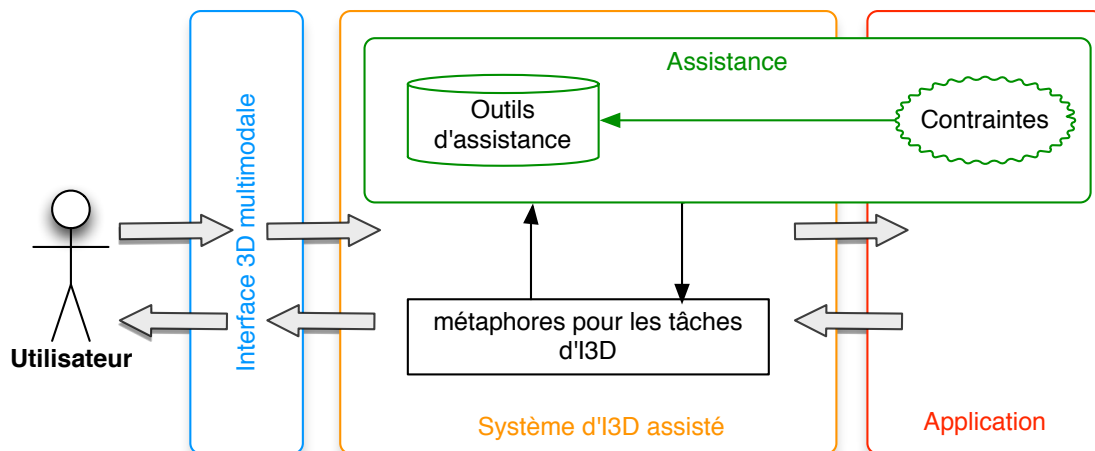 Assistance
Outils
d'assistance
Contraintes
Interface 3D multimodale
métaphores pour les tâches
d'I3D
Utilisateur
Système d'I3D assisté
Application